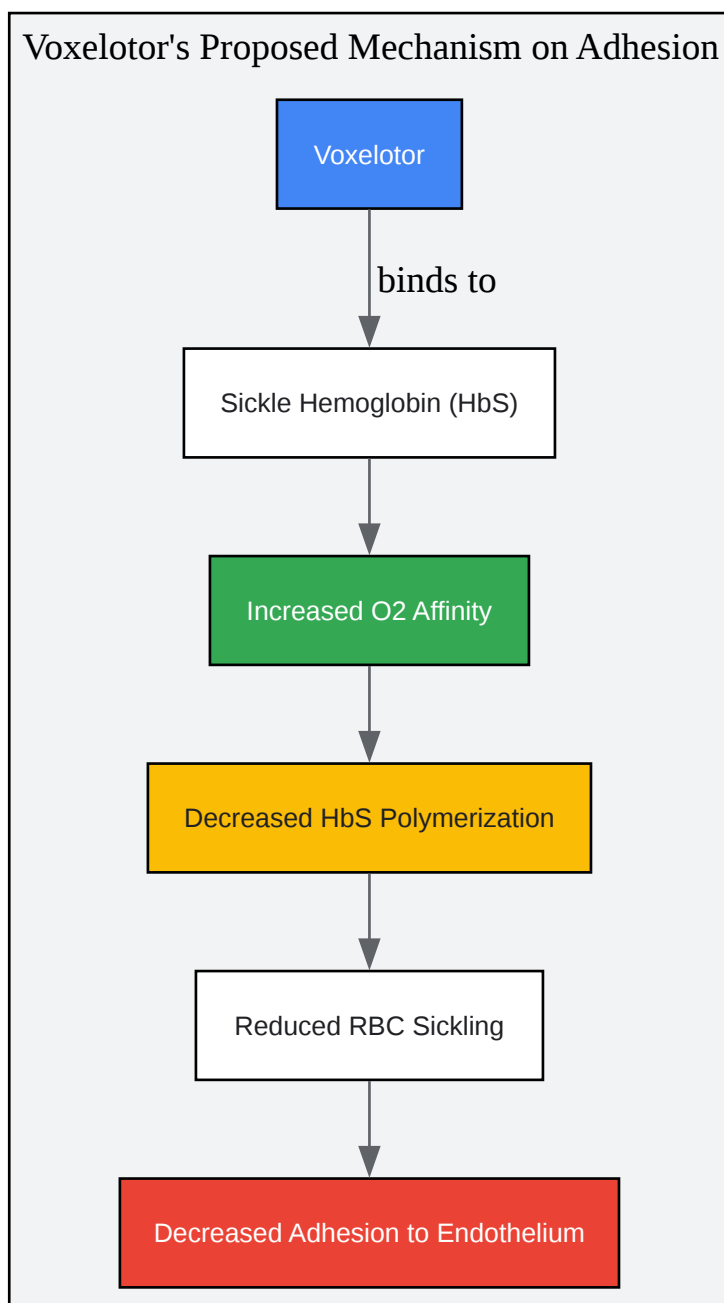 Voxelotor's Proposed Mechanism on Adhesion
Voxelotor
binds to
Sickle Hemoglobin (HbS)
Increased O2 Affinity
Decreased HbS Polymerization
Reduced RBC Sickling
Decreased Adhesion to Endothelium